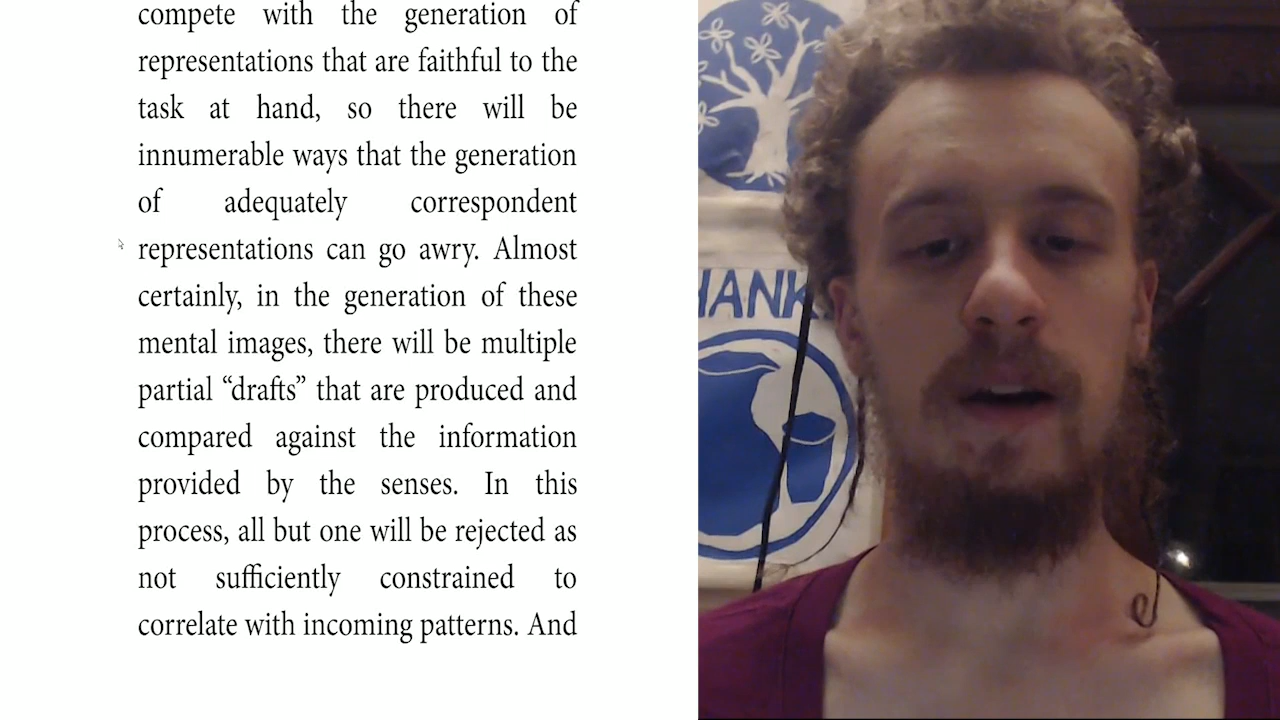 compete with the generation of
representations that are faithful to the
task at hand, so there will be
innumerable ways that the generation
of adequately correspondent
representations can go awry. Almost
certainly, in the generation of these
mental images, there will be multiple
partial “drafts” that are produced and
compared against the information
provided by the senses. In this
process, all but one will be rejected as
not sufficiently constrained to
correlate with incoming patterns. And
HANK